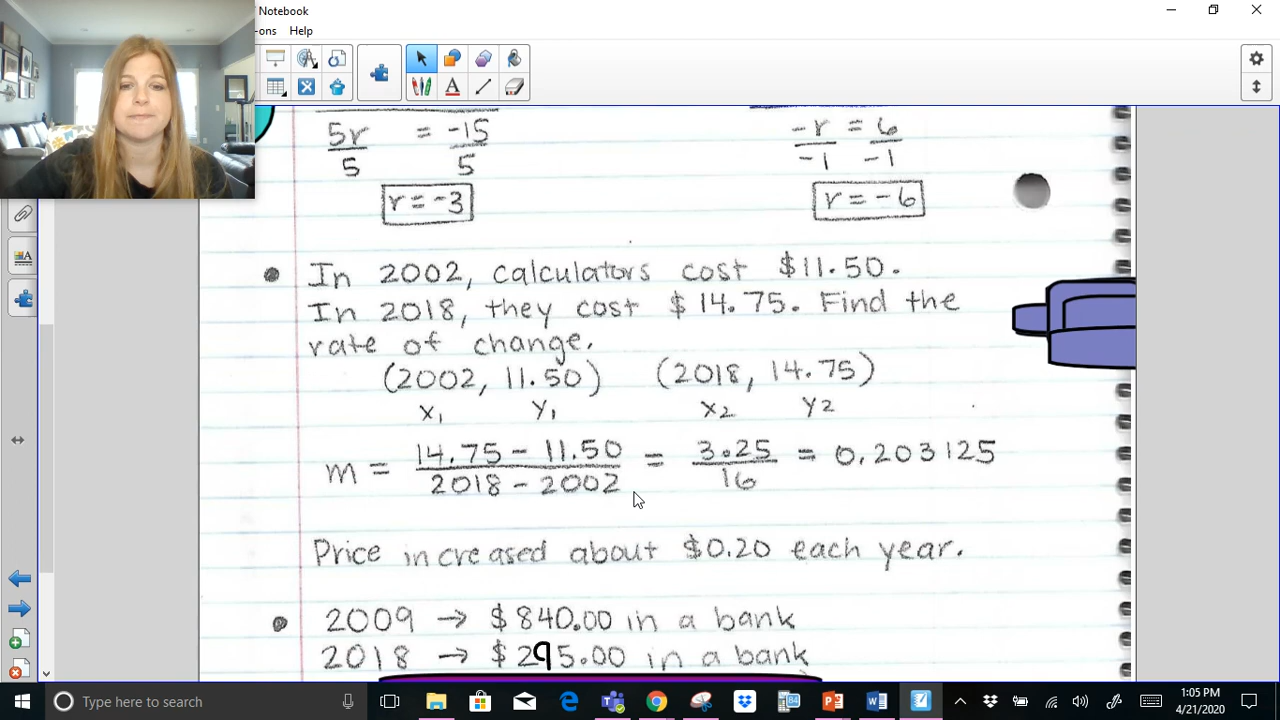 Notebook
ons Help
5r = -15
5 5
r = -3
-r = 6
-1 -1
r = -6
In 2002, calculators cost $11.50.
In 2018, they cost $14.75. Find the
rate of change.
(2002, 11.50) (2018, 14.75)
x₁ y₁ x₂ y₂
m = 14.75 - 11.50 = 3.25 = 0.203125
2018 - 2002 16
Price increased about $0.20 each year.
2009 → $840.00 in a bank
2018 → $295.00 in a bank
Type here to search
1:05 PM
4/21/2020